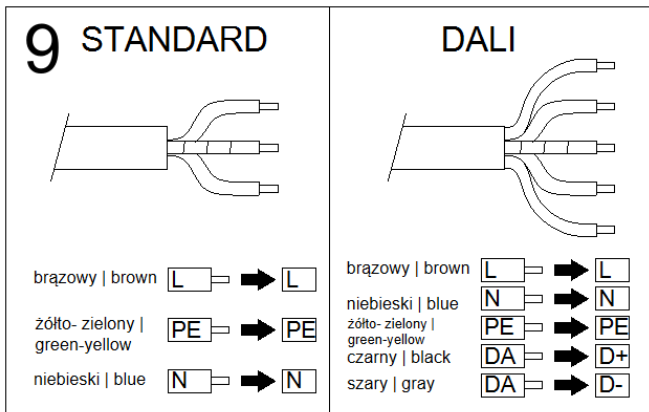 9 STANDARD
brązowy | brown L L
żółto- zielony |
green-yellow PE PE
niebieski | blue N N
DALI
brązowy | brown L L
niebieski | blue N N
żółto- zielony |
green-yellow PE PE
czarny | black DA D+
szary | gray DA D-